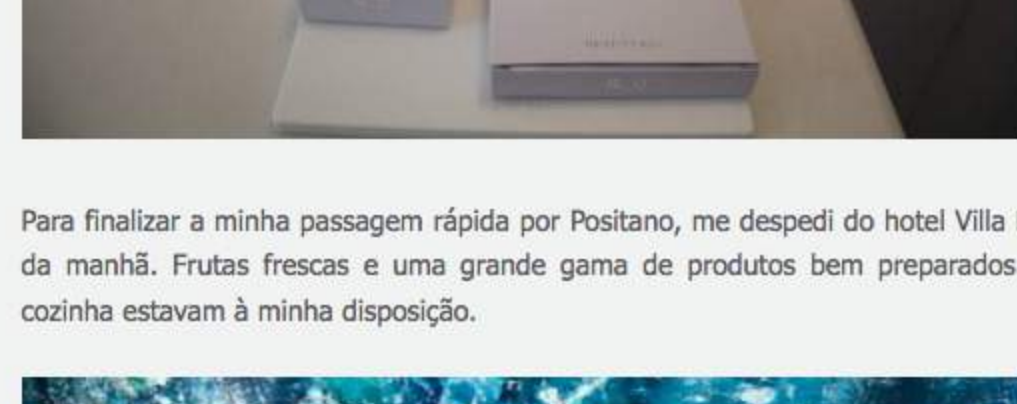 Para finalizar a minha passagem rápida por Positano, me despedi do hotel Villa
da manhã. Frutas frescas e uma grande gama de produtos bem preparados
cozinha estavam à minha disposição.